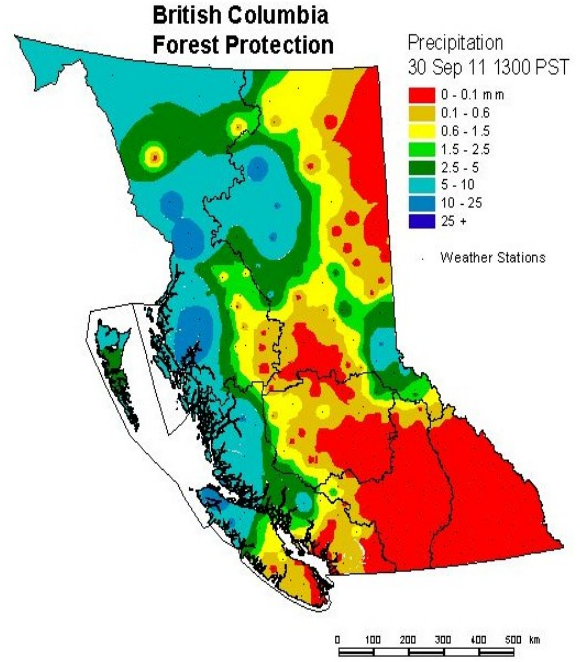 British Columbia
Forest Protection
Precipitation
30 Sep 11 1300 PST
0 - 0.1 mm
0.1 - 0.6
0.6 - 1.5
1.5 - 2.5
2.5 - 5
5 - 10
10 - 25
25 +
Weather Stations
0 100 200 300 400 500 km